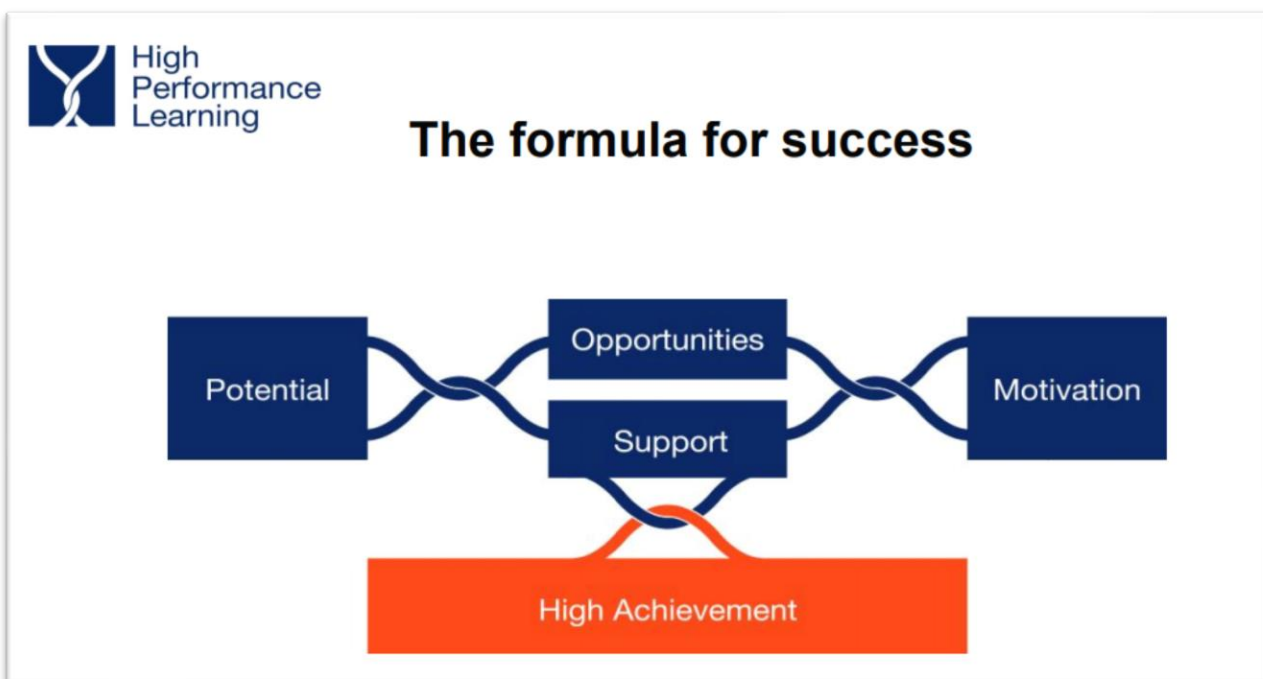 High
Performance
Learning
The formula for success
Potential
Opportunities
Support
Motivation
High Achievement